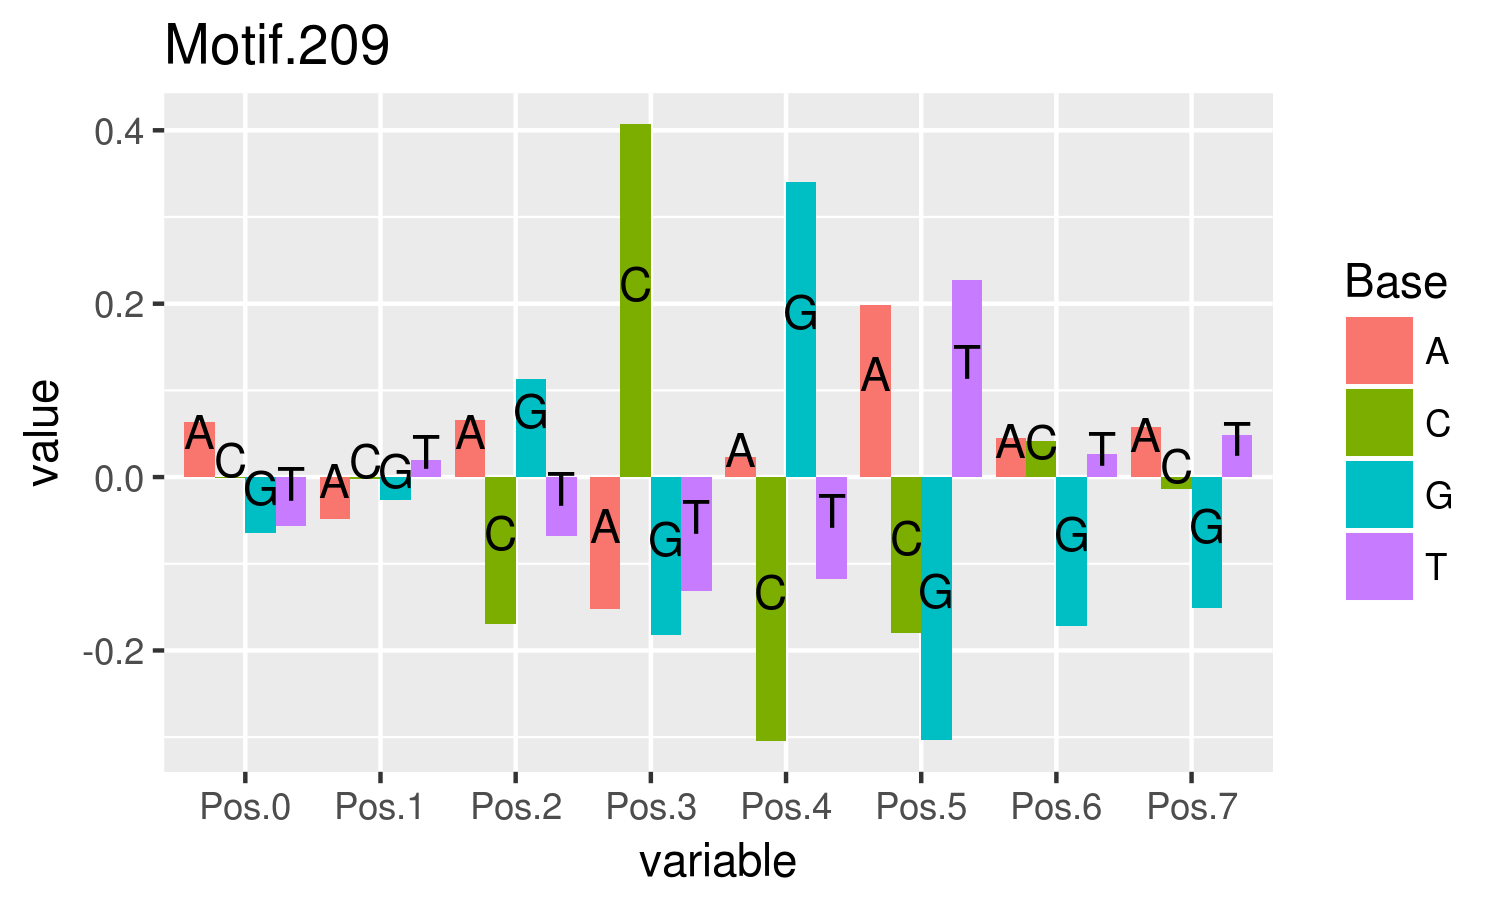 Motif.209
value
0.4
0.2
0.0
-0.2
A C G T A C G T A C G T A C G T A C G T A C G T A C G T A C G T
Pos.0 Pos.1 Pos.2 Pos.3 Pos.4 Pos.5 Pos.6 Pos.7
variable
Base
A
C
G
T